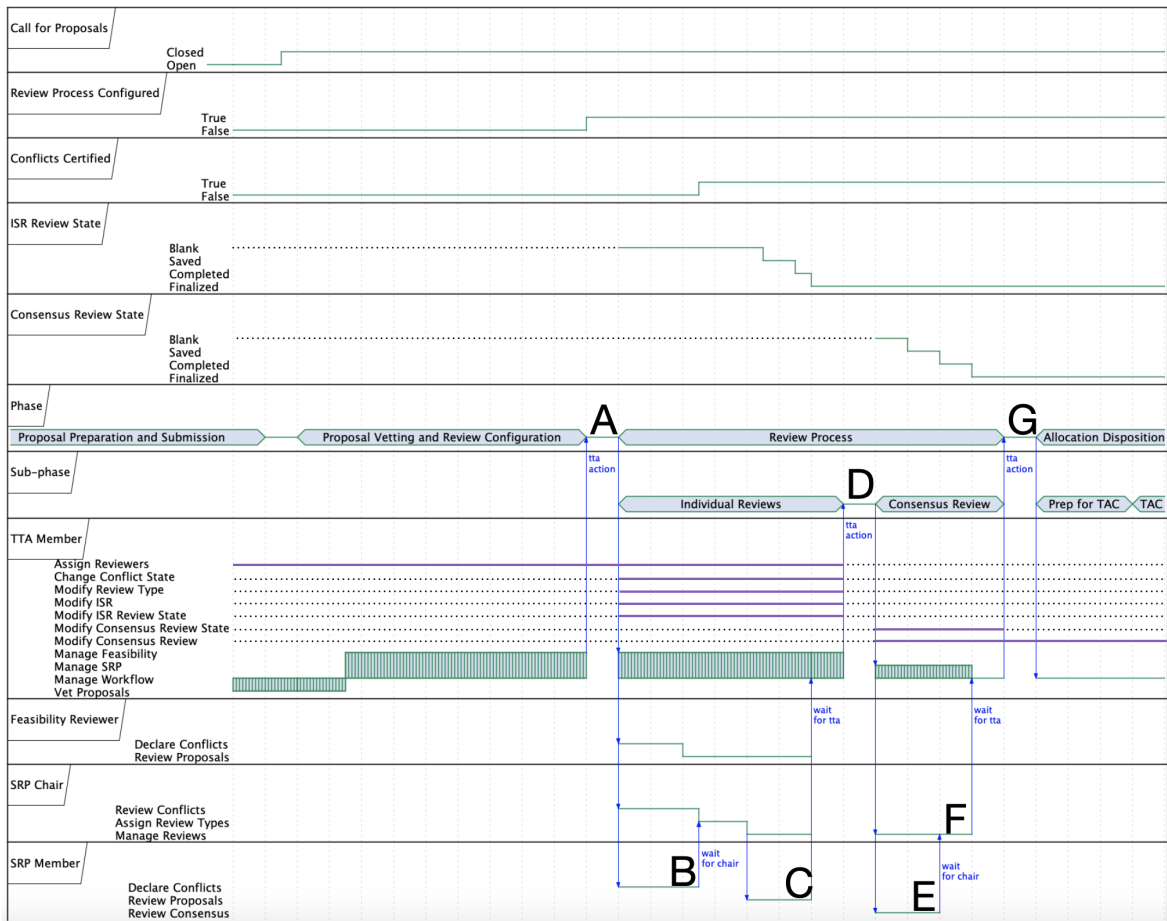 Call for Proposals
Closed
Open
Review Process Configured
True
False
Conflicts Certified
True
False
ISR Review State
Blank
Saved
Completed
Finalized
Consensus Review State
Blank
Saved
Completed
Finalized
Phase
A
G
Proposal Preparation and Submission
Proposal Vetting and Review Configuration
Review Process
Allocation Disposition
tta
action
tta
action
Sub-phase
D
Individual Reviews
Consensus Review
Prep for TAC
TAC
tta
action
TTA Member
Assign Reviewers
Change Conflict State
Modify Review Type
Modify ISR
Modify ISR Review State
Modify Consensus Review State
Modify Consensus Review
Manage Feasibility
Manage SRP
Manage Workflow
Vet Proposals
Feasibility Reviewer
wait
for tta
wait
for tta
Declare Conflicts
Review Proposals
SRP Chair
Review Conflicts
Assign Review Types
Manage Reviews
F
SRP Member
B
wait
for chair
C
E
wait
for chair
Declare Conflicts
Review Proposals
Review Consensus